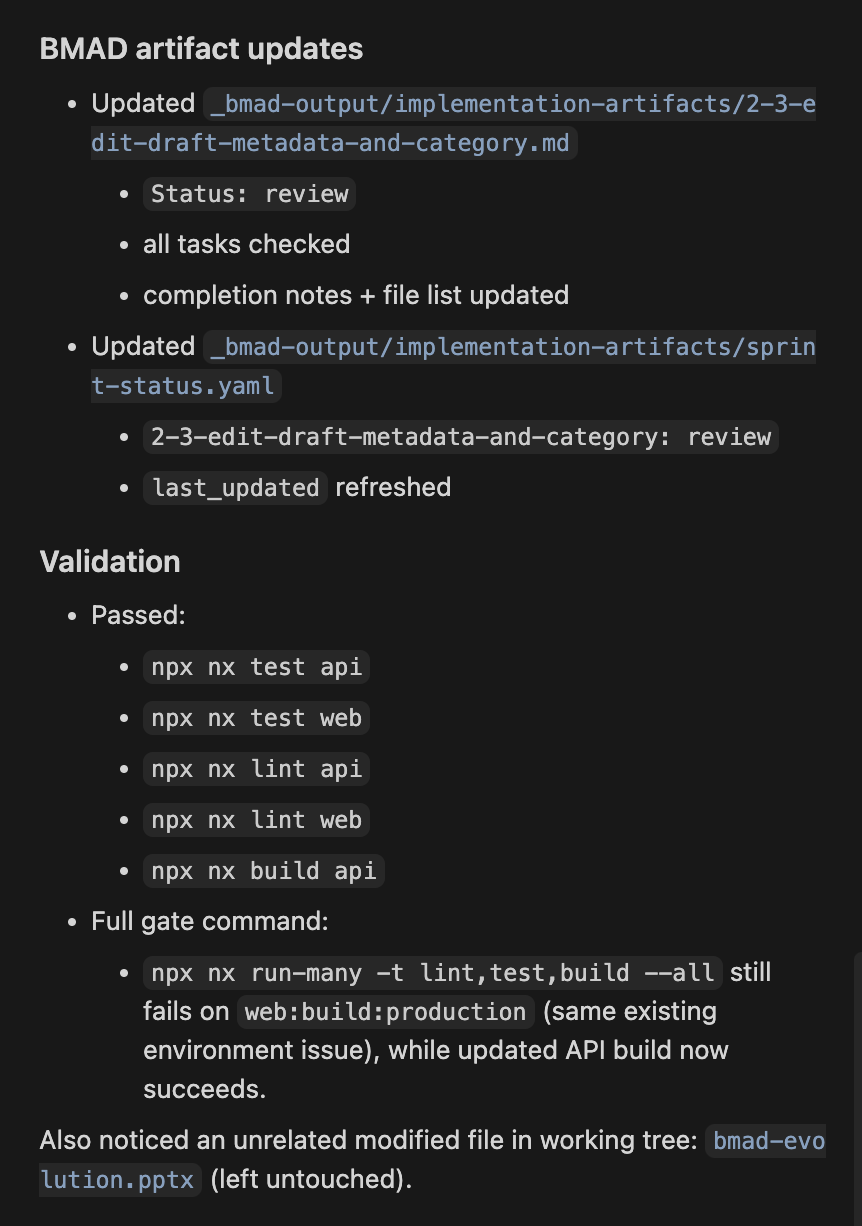 BMAD artifact updates
• Updated _bmad-output/implementation-artifacts/2-3-e
dit-draft-metadata-and-category.md
• Status: review
• all tasks checked
• completion notes + file list updated
• Updated _bmad-output/implementation-artifacts/sprin
t-status.yaml
• 2-3-edit-draft-metadata-and-category: review
• last_updated refreshed
Validation
• Passed:
• npx nx test api
• npx nx test web
• npx nx lint api
• npx nx lint web
• npx nx build api
• Full gate command:
• npx nx run-many -t lint,test,build --all still
fails on web:build:production (same existing
environment issue), while updated API build now
succeeds.
Also noticed an unrelated modified file in working tree: bmad-evo
lution.pptx (left untouched).